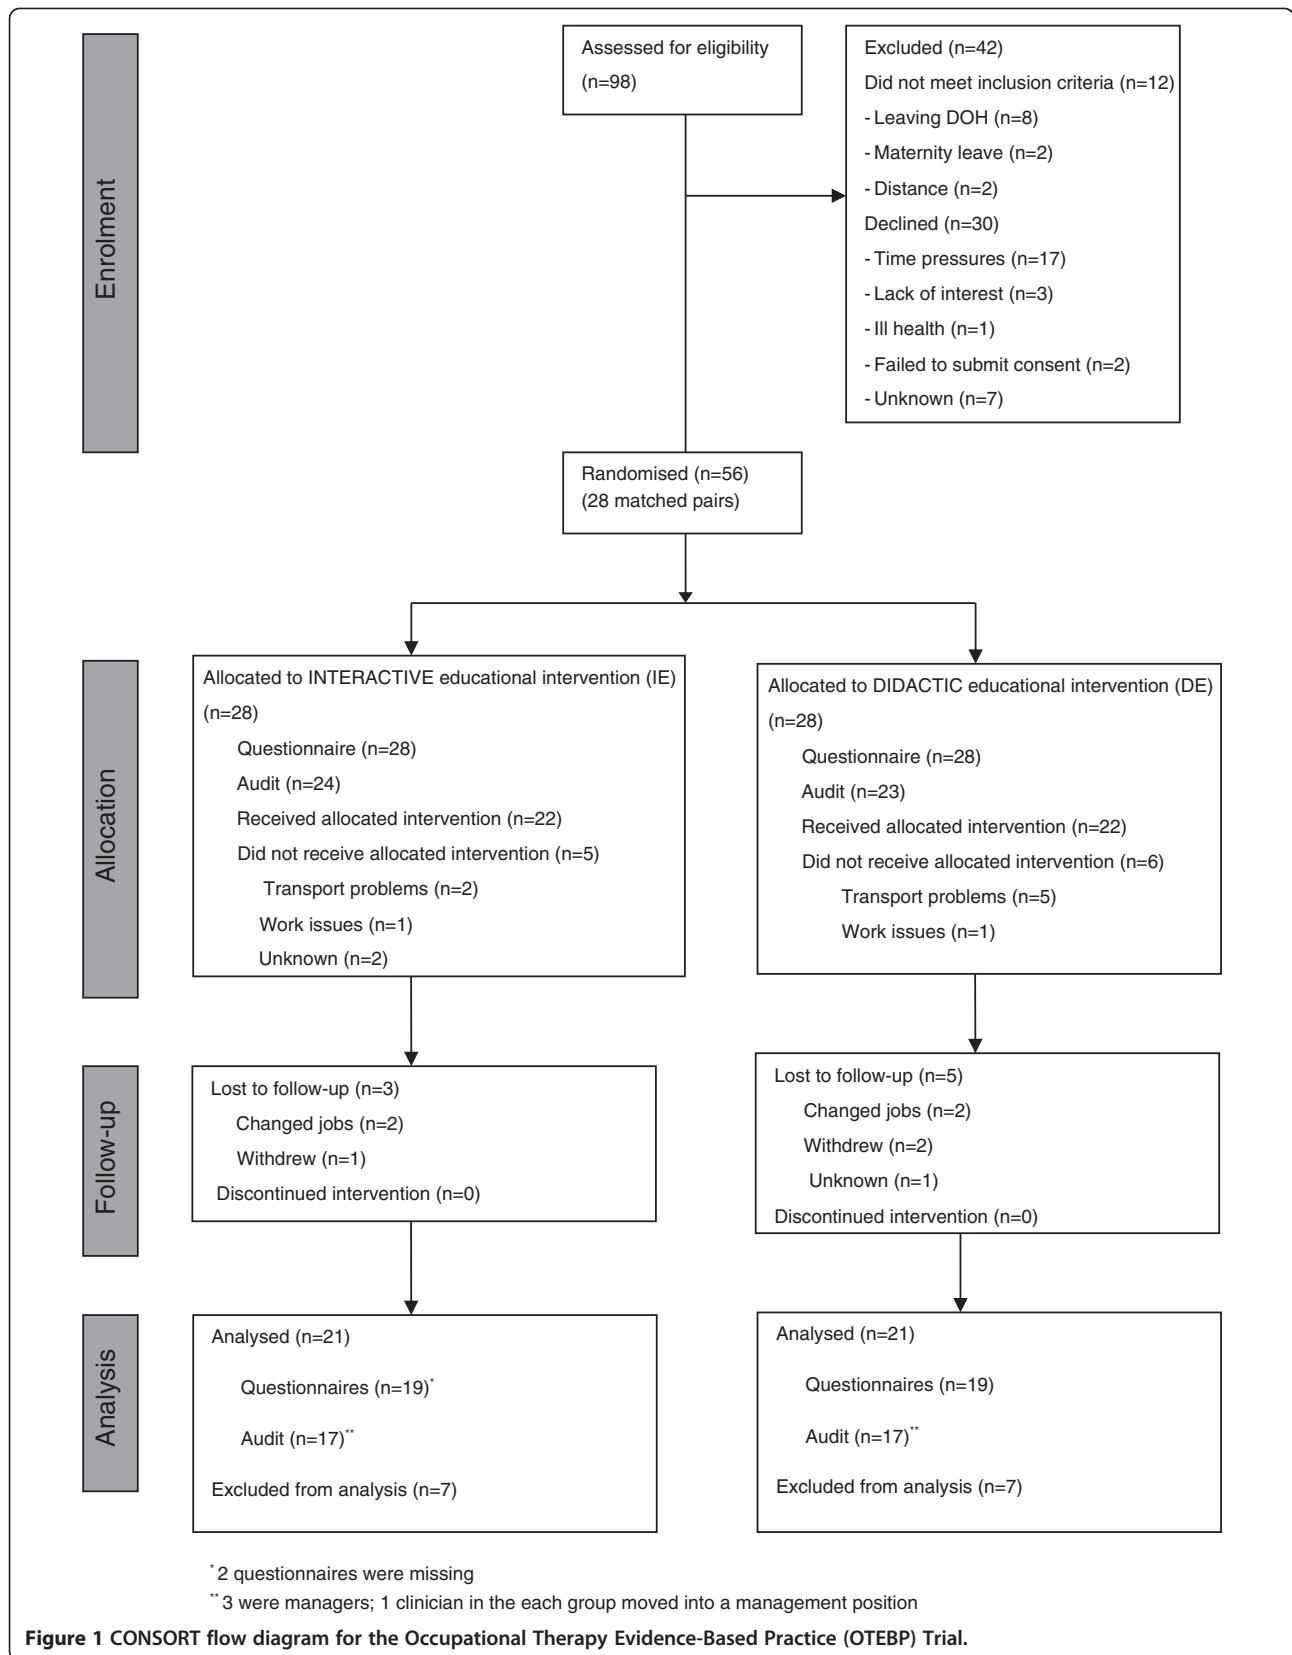 Enrolment
Assessed for eligibility
(n=98)
Excluded (n=42)
Did not meet inclusion criteria (n=12)
- Leaving DOH (n=8)
- Maternity leave (n=2)
- Distance (n=2)
Declined (n=30)
- Time pressures (n=17)
- Lack of interest (n=3)
- Ill health (n=1)
- Failed to submit consent (n=2)
- Unknown (n=7)
Randomised (n=56)
(28 matched pairs)
Allocation
Allocated to INTERACTIVE educational intervention (IE)
(n=28)
Questionnaire (n=28)
Audit (n=24)
Received allocated intervention (n=22)
Did not receive allocated intervention (n=5)
Transport problems (n=2)
Work issues (n=1)
Unknown (n=2)
Allocated to DIDACTIC educational intervention (DE)
(n=28)
Questionnaire (n=28)
Audit (n=23)
Received allocated intervention (n=22)
Did not receive allocated intervention (n=6)
Transport problems (n=5)
Work issues (n=1)
Follow-up
Lost to follow-up (n=3)
Changed jobs (n=2)
Withdrew (n=1)
Discontinued intervention (n=0)
Lost to follow-up (n=5)
Changed jobs (n=2)
Withdrew (n=2)
Unknown (n=1)
Discontinued intervention (n=0)
Analysis
Analysed (n=21)
Questionnaires (n=19)*
Audit (n=17)**
Excluded from analysis (n=7)
Analysed (n=21)
Questionnaires (n=19)
Audit (n=17)**
Excluded from analysis (n=7)
* 2 questionnaires were missing
** 3 were managers; 1 clinician in the each group moved into a management position
Figure 1 CONSORT flow diagram for the Occupational Therapy Evidence-Based Practice (OTEBP) Trial.